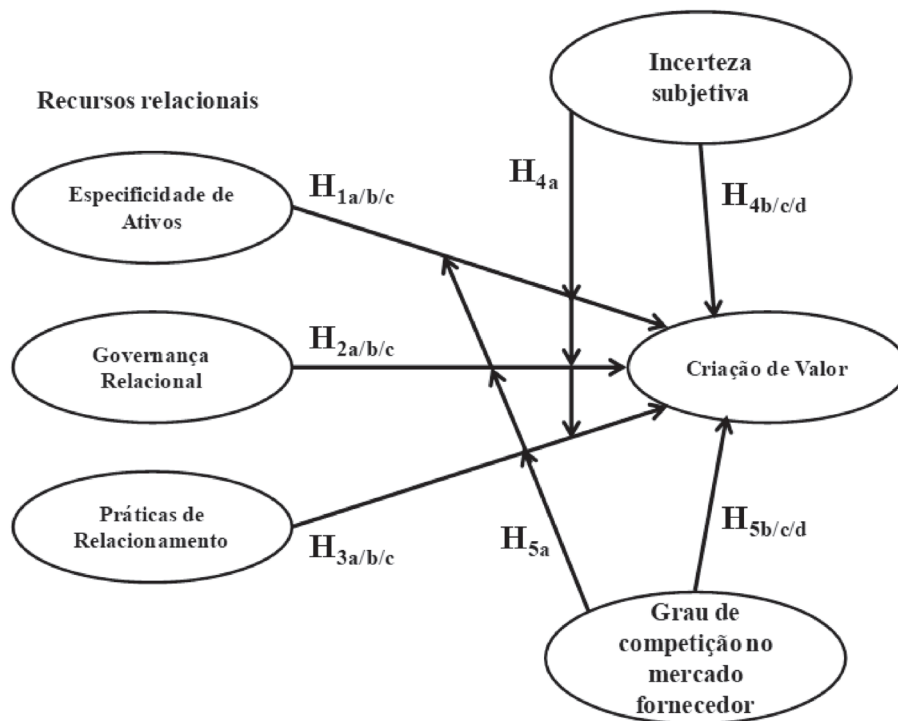 Recursos relacionais
Incerteza
subjetiva
Especificidade de
Ativos
H1a/b/c
H4a
H4b/c/d
Governança
Relacional
H2a/b/c
Criação de Valor
Práticas de
Relacionamento
H3a/b/c
H5a
H5b/c/d
Grau de
competição no
mercado
fornecedor